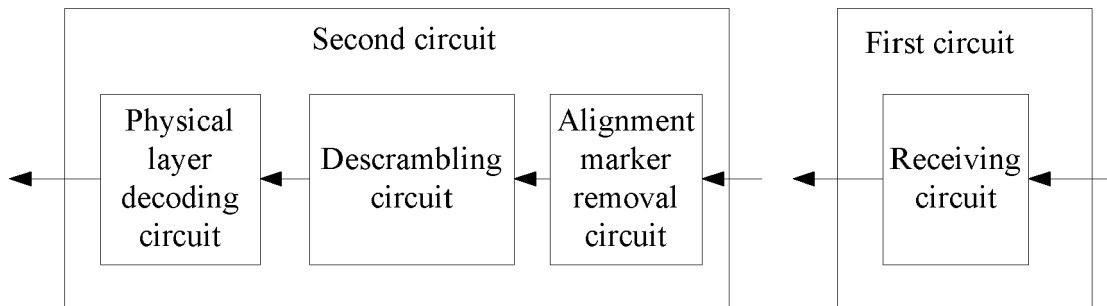 Second circuit
First circuit
Physical
layer
decoding
circuit
Descrambling
circuit
Alignment
marker
removal
circuit
Receiving
circuit